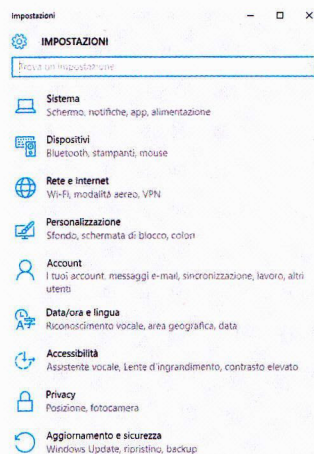 Impostazioni
IMPOSTAZIONI
Prova un'impostazione
Sistema
Schermo, notifiche, app, alimentazione
Dispositivi
Bluetooth, stampanti, mouse
Rete e Internet
Wi-Fi, modalità aereo, VPN
Personalizzazione
Sfondo, schermata di blocco, colori
Account
I tuoi account, messaggi e-mail, sincronizzazione, lavoro, altri
utenti
Data/ora e lingua
Riconoscimento vocale, area geografica, data
Accessibilità
Assistente vocale, Lente d'ingrandimento, contrasto elevato
Privacy
Posizione, fotocamera
Aggiornamento e sicurezza
Windows Update, ripristino, backup